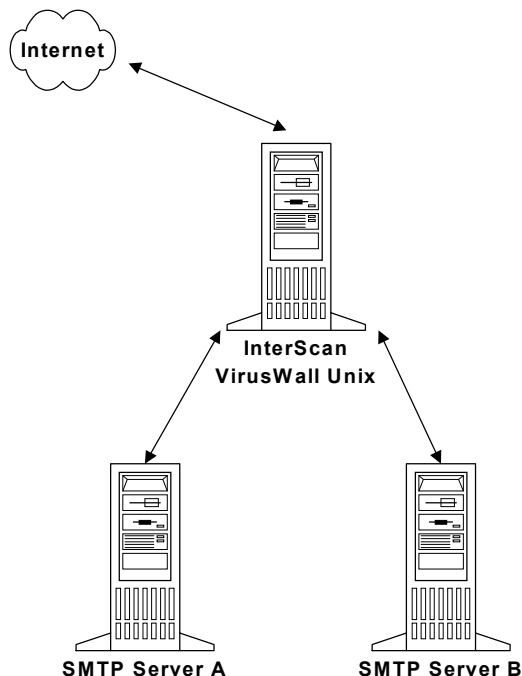 Internet
InterScan
VirusWall Unix
SMTP Server A
SMTP Server B